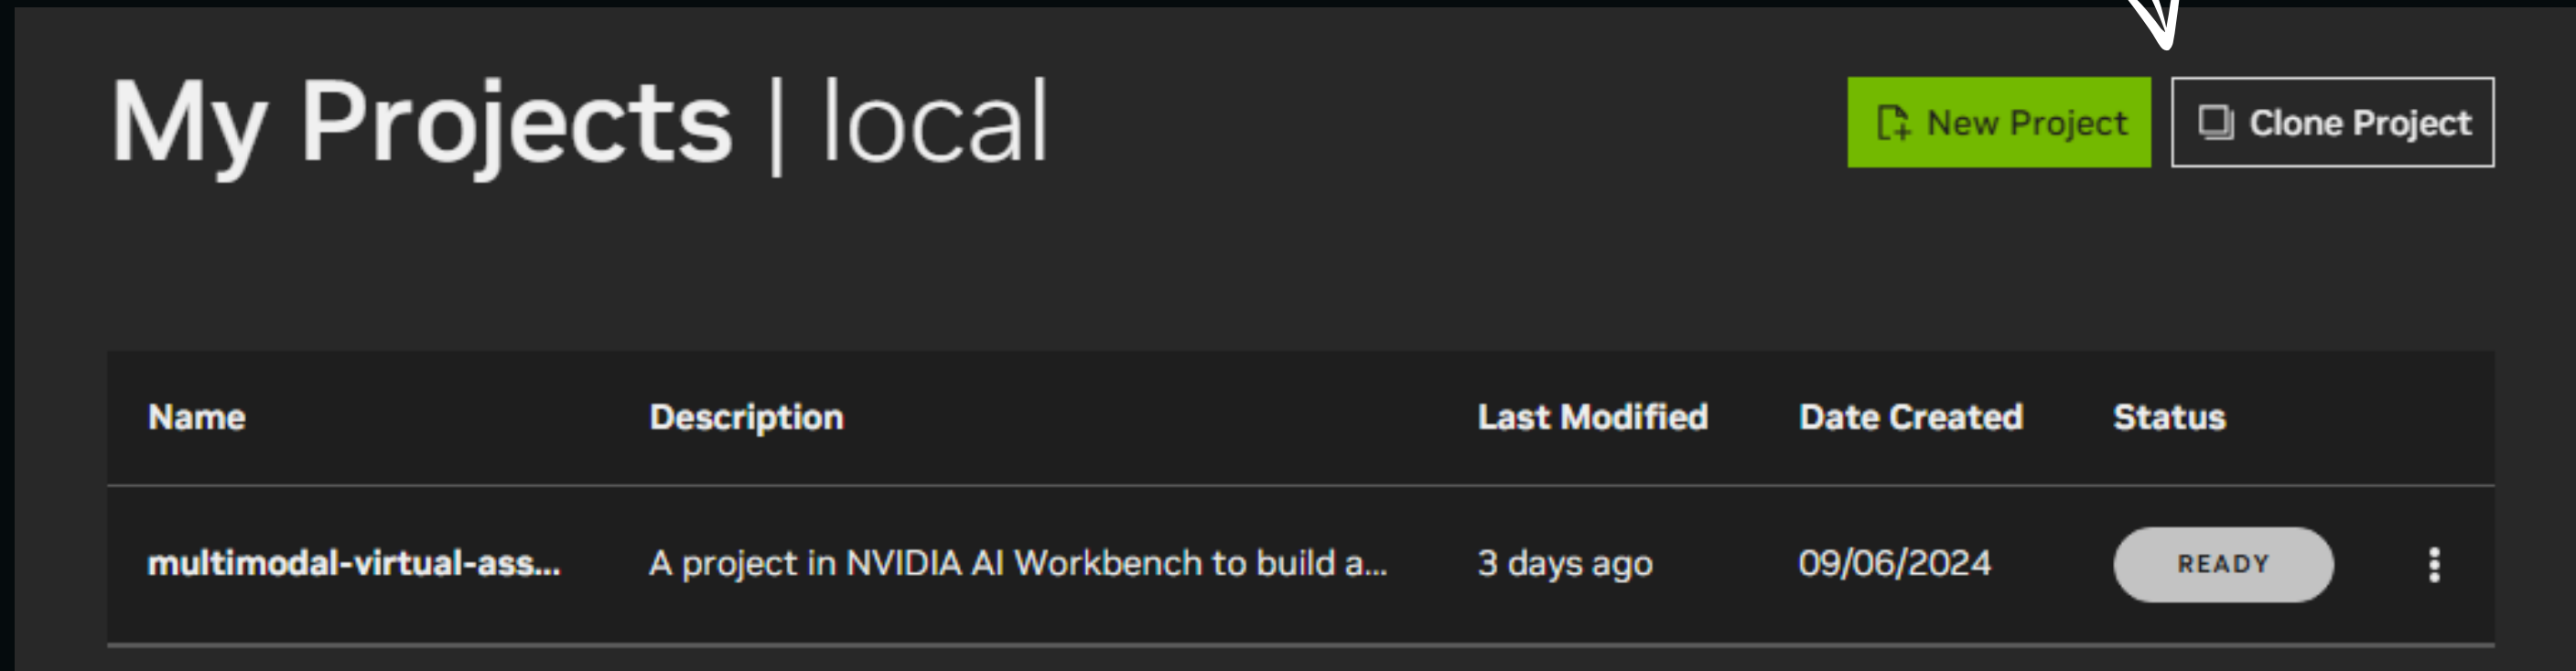 My Projects | local
New Project
Clone Project
Name Description Last Modified Date Created Status
multimodal-virtual-ass... A project in NVIDIA AI Workbench to build a... 3 days ago 09/06/2024 READY